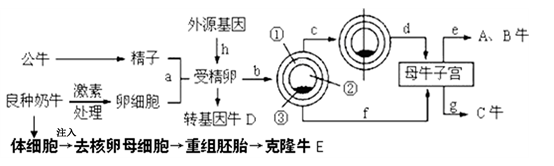 外源基因
h
c
d
e
A、B 牛
公牛
精子
①
a
受精卵
b
②
母牛子宫
良种奶牛
激素
处理
卵细胞
③
f
g
C 牛
转基因牛 D
体细胞
注入
去核卵母细胞
重组胚胎
克隆牛 E